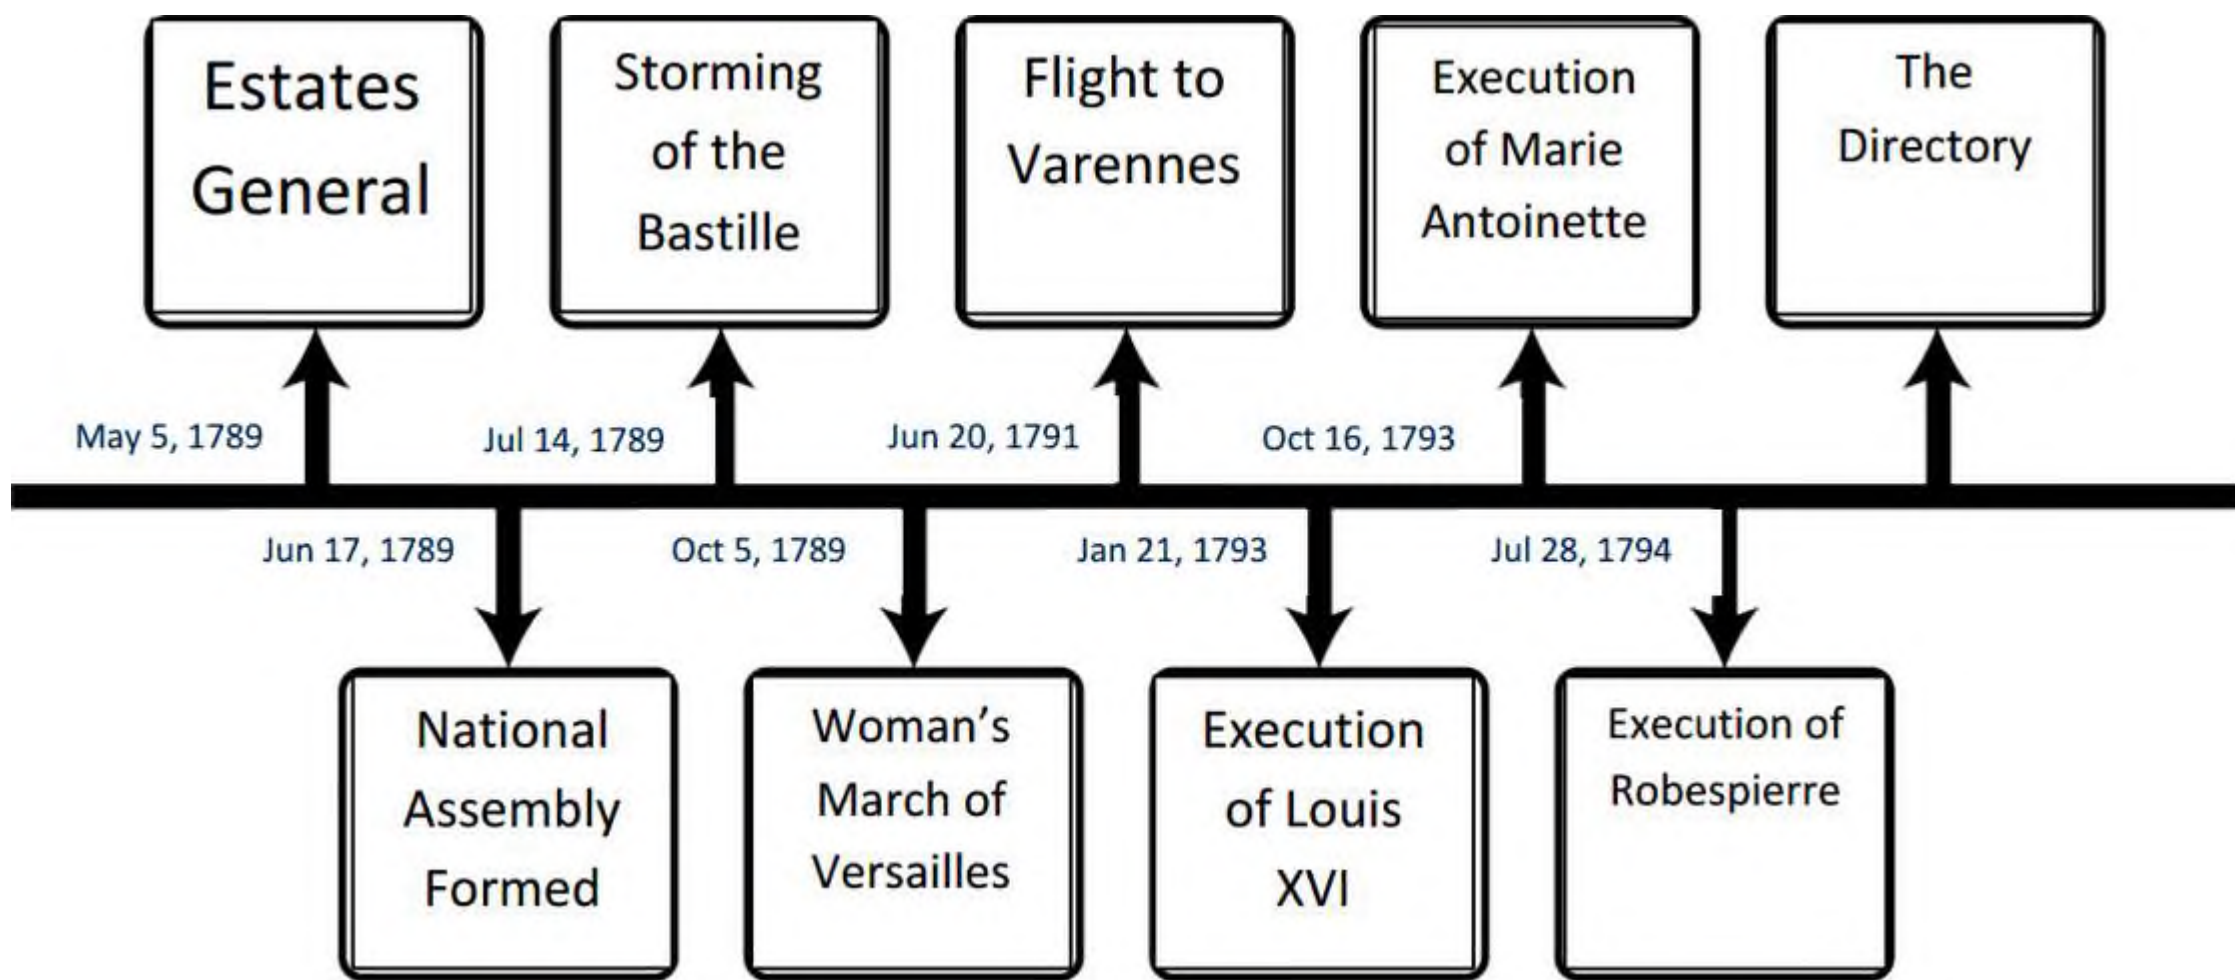 Estates
General
Storming
of the
Bastille
Flight to
Varennes
Execution
of Marie
Antoinette
The
Directory
May 5, 1789
Jul 14, 1789
Jun 20, 1791
Oct 16, 1793
Jun 17, 1789
Oct 5, 1789
Jan 21, 1793
Jul 28, 1794
National
Assembly
Formed
Woman’s
March of
Versailles
Execution
of Louis
XVI
Execution of
Robespierre